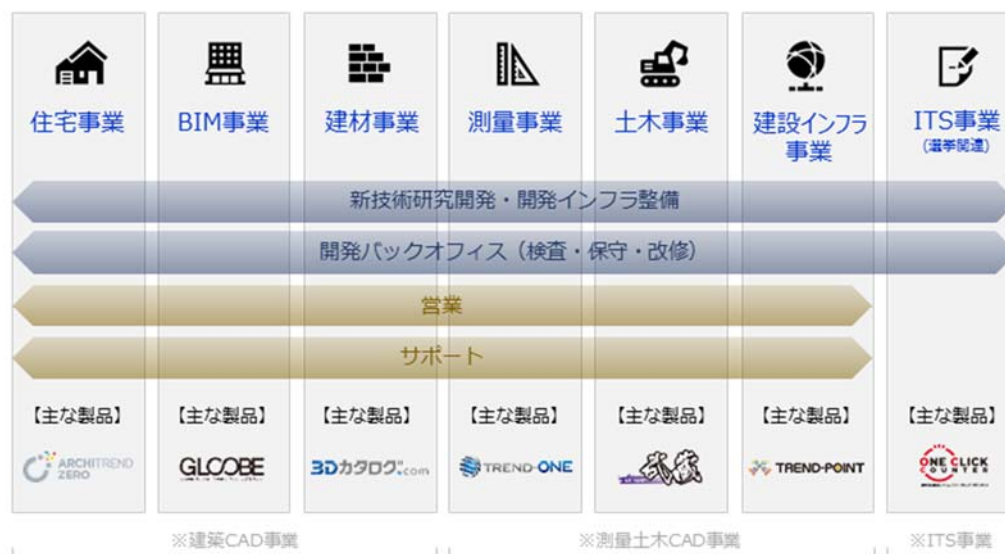 住宅事業
BIM事業
建材事業
測量事業
土木事業
建設インフラ
事業
ITS事業
(選挙関連)
新技術研究開発・開発インフラ整備
開発バックオフィス（検査・保守・改修）
営業
サポート
【主な製品】
【主な製品】
【主な製品】
【主な製品】
【主な製品】
【主な製品】
【主な製品】
ARCHITREND
ZERO
GLOOBE
3Dカタログ.com
TREND-ONE
武蔵
TREND-POINT
ONE CLICK
COUNTER
※建築CAD事業
※測量土木CAD事業
※ITS事業